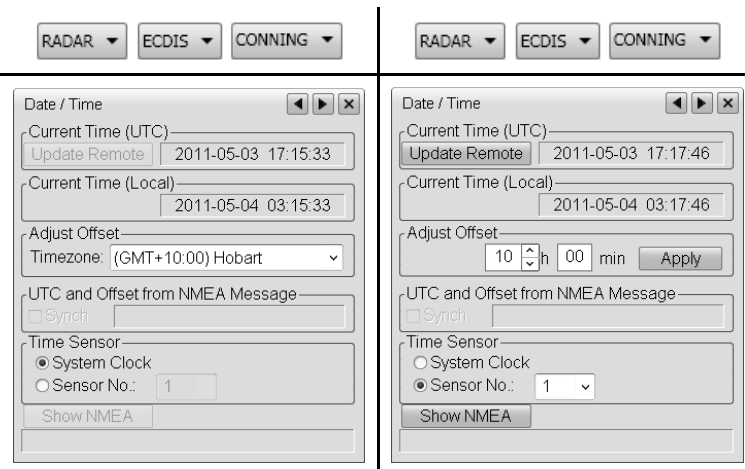 RADAR ECDIS CONNING
Date / Time
Current Time (UTC)
Update Remote 2011-05-03 17:15:33
Current Time (Local)
2011-05-04 03:15:33
Adjust Offset
Timezone: (GMT+10:00) Hobart
UTC and Offset from NMEA Message
Synch
Time Sensor
System Clock
Sensor No.: 1
Show NMEA
RADAR ECDIS CONNING
Date / Time
Current Time (UTC)
Update Remote 2011-05-03 17:17:46
Current Time (Local)
2011-05-04 03:17:46
Adjust Offset
10 h 00 min Apply
UTC and Offset from NMEA Message
Synch
Time Sensor
System Clock
Sensor No.: 1
Show NMEA